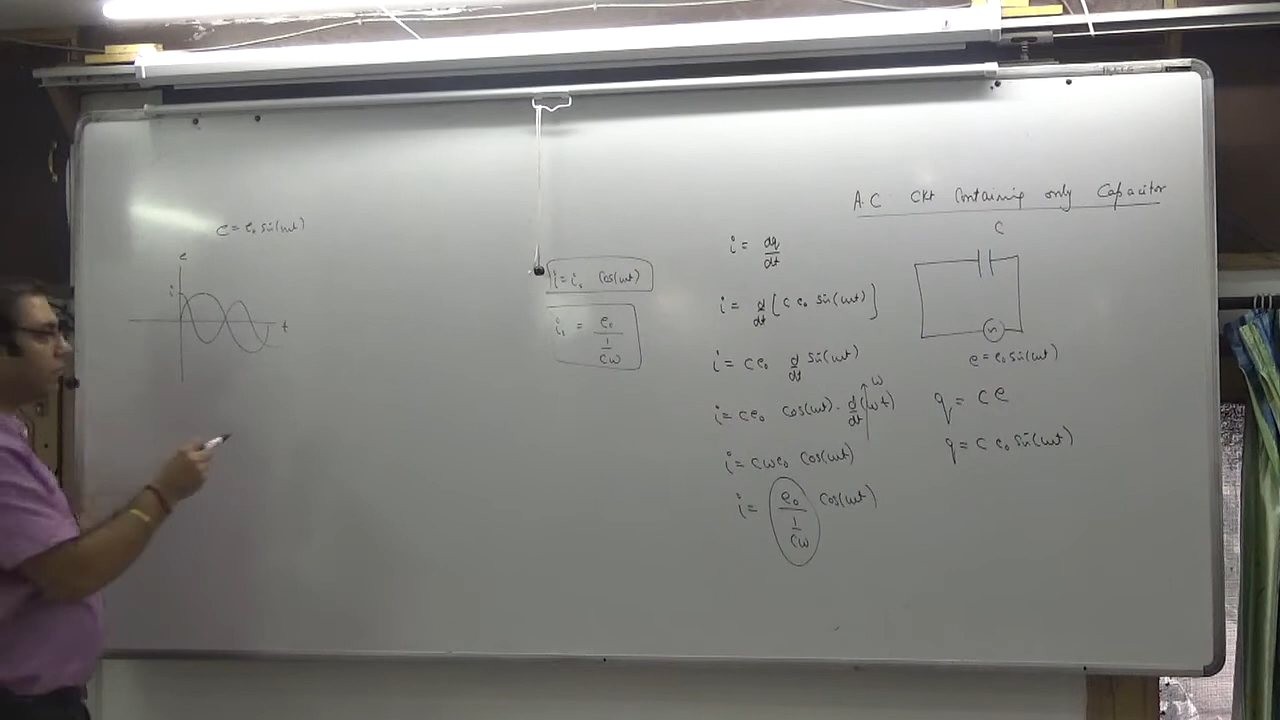 A.C Ckt Containing only Capacitor
C
e = e₀ sin(ωt)
q = Ce
q = C e₀ sin(ωt)
i = dq/dt
i = d/dt [C e₀ sin(ωt)]
i = C e₀ d/dt sin(ωt)
i = C e₀ cos(ωt) · d/dt (ωt)
ω
i = Cωe₀ cos(ωt)
i = e₀/(1/Cω) cos(ωt)
i = i₀ cos(ωt)
i₀ = e₀/(1/Cω)
e = e₀ sin(ωt)
e
i
t